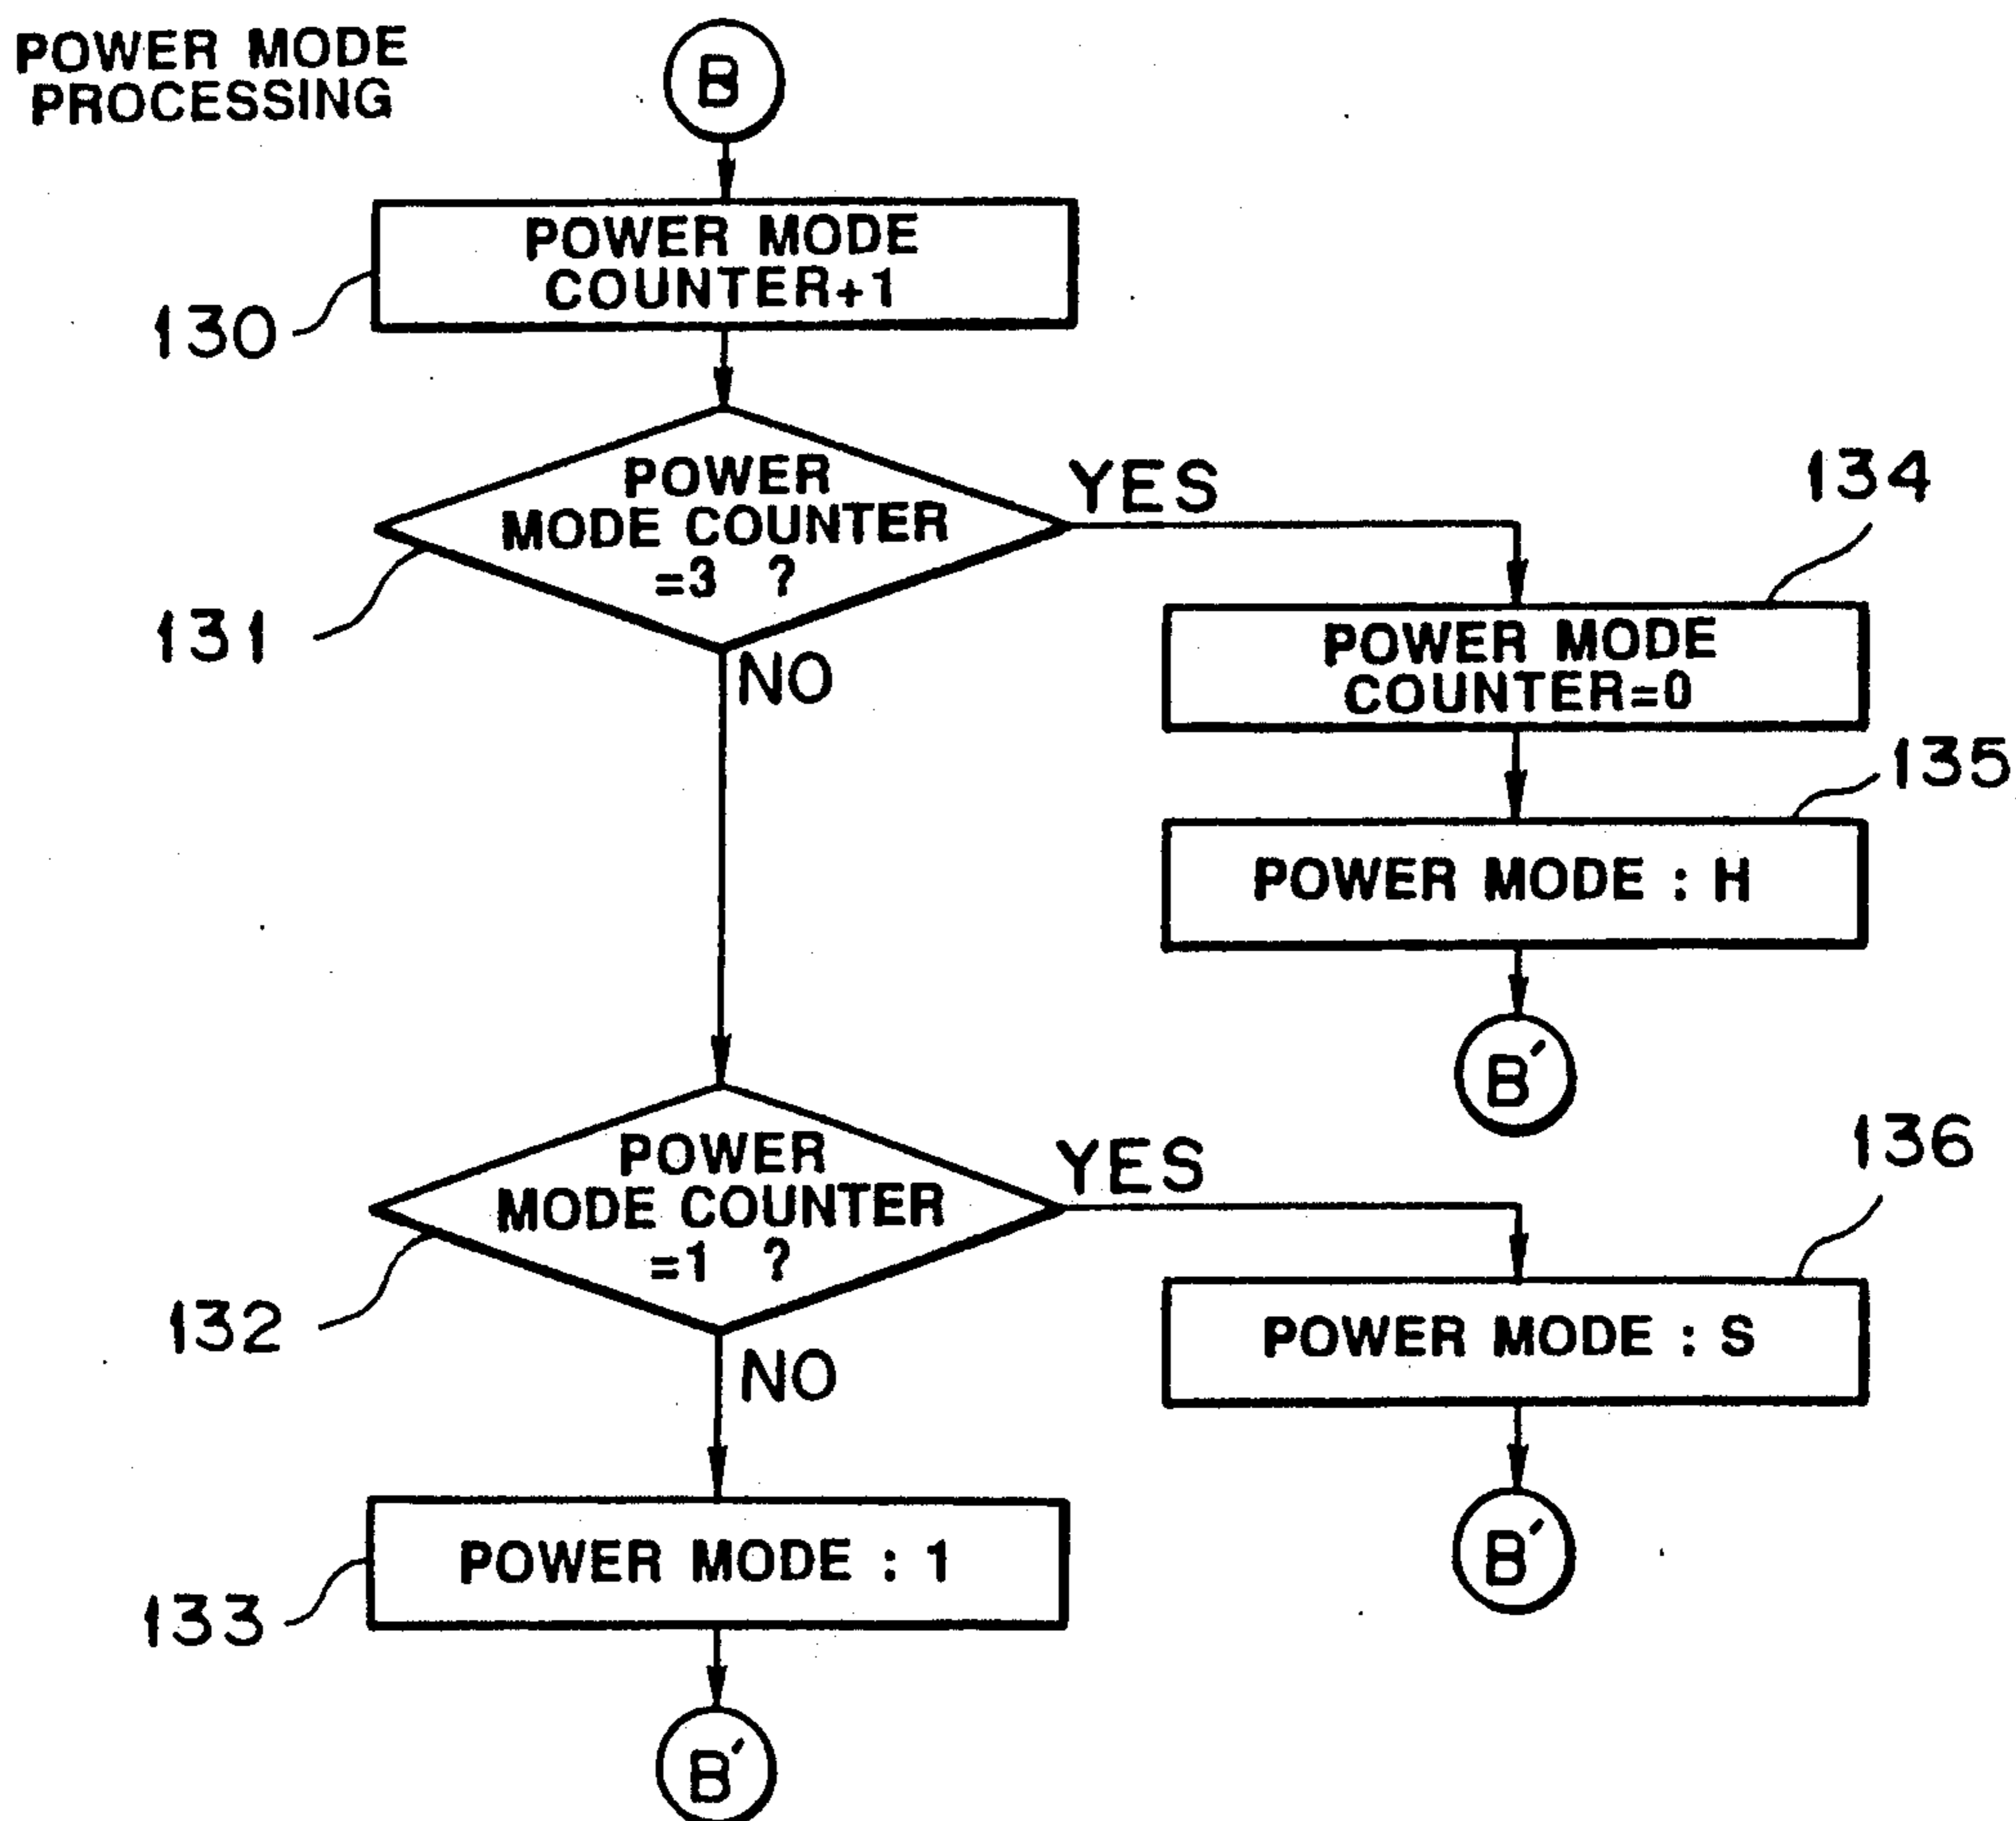 POWER MODE
PROCESSING
B
POWER MODE
COUNTER+1
130
POWER
MODE COUNTER
=3 ?
YES
131
NO
134
POWER MODE
COUNTER=0
135
POWER MODE : H
B′
POWER
MODE COUNTER
=1 ?
YES
132
NO
136
POWER MODE : S
B′
POWER MODE : 1
133
B′